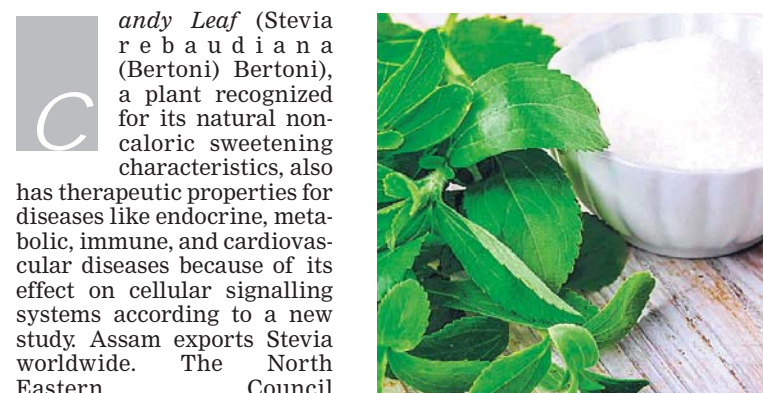 Candy Leaf (Stevia
rebaudiana
(Bertoni) Bertoni),
a plant recognized
for its natural non-
caloric sweetening
characteristics, also
has therapeutic properties for
diseases like endocrine, meta-
bolic, immune, and cardiovas-
cular diseases because of its
effect on cellular signalling
systems according to a new
study. Assam exports Stevia
worldwide. The North
Eastern Council